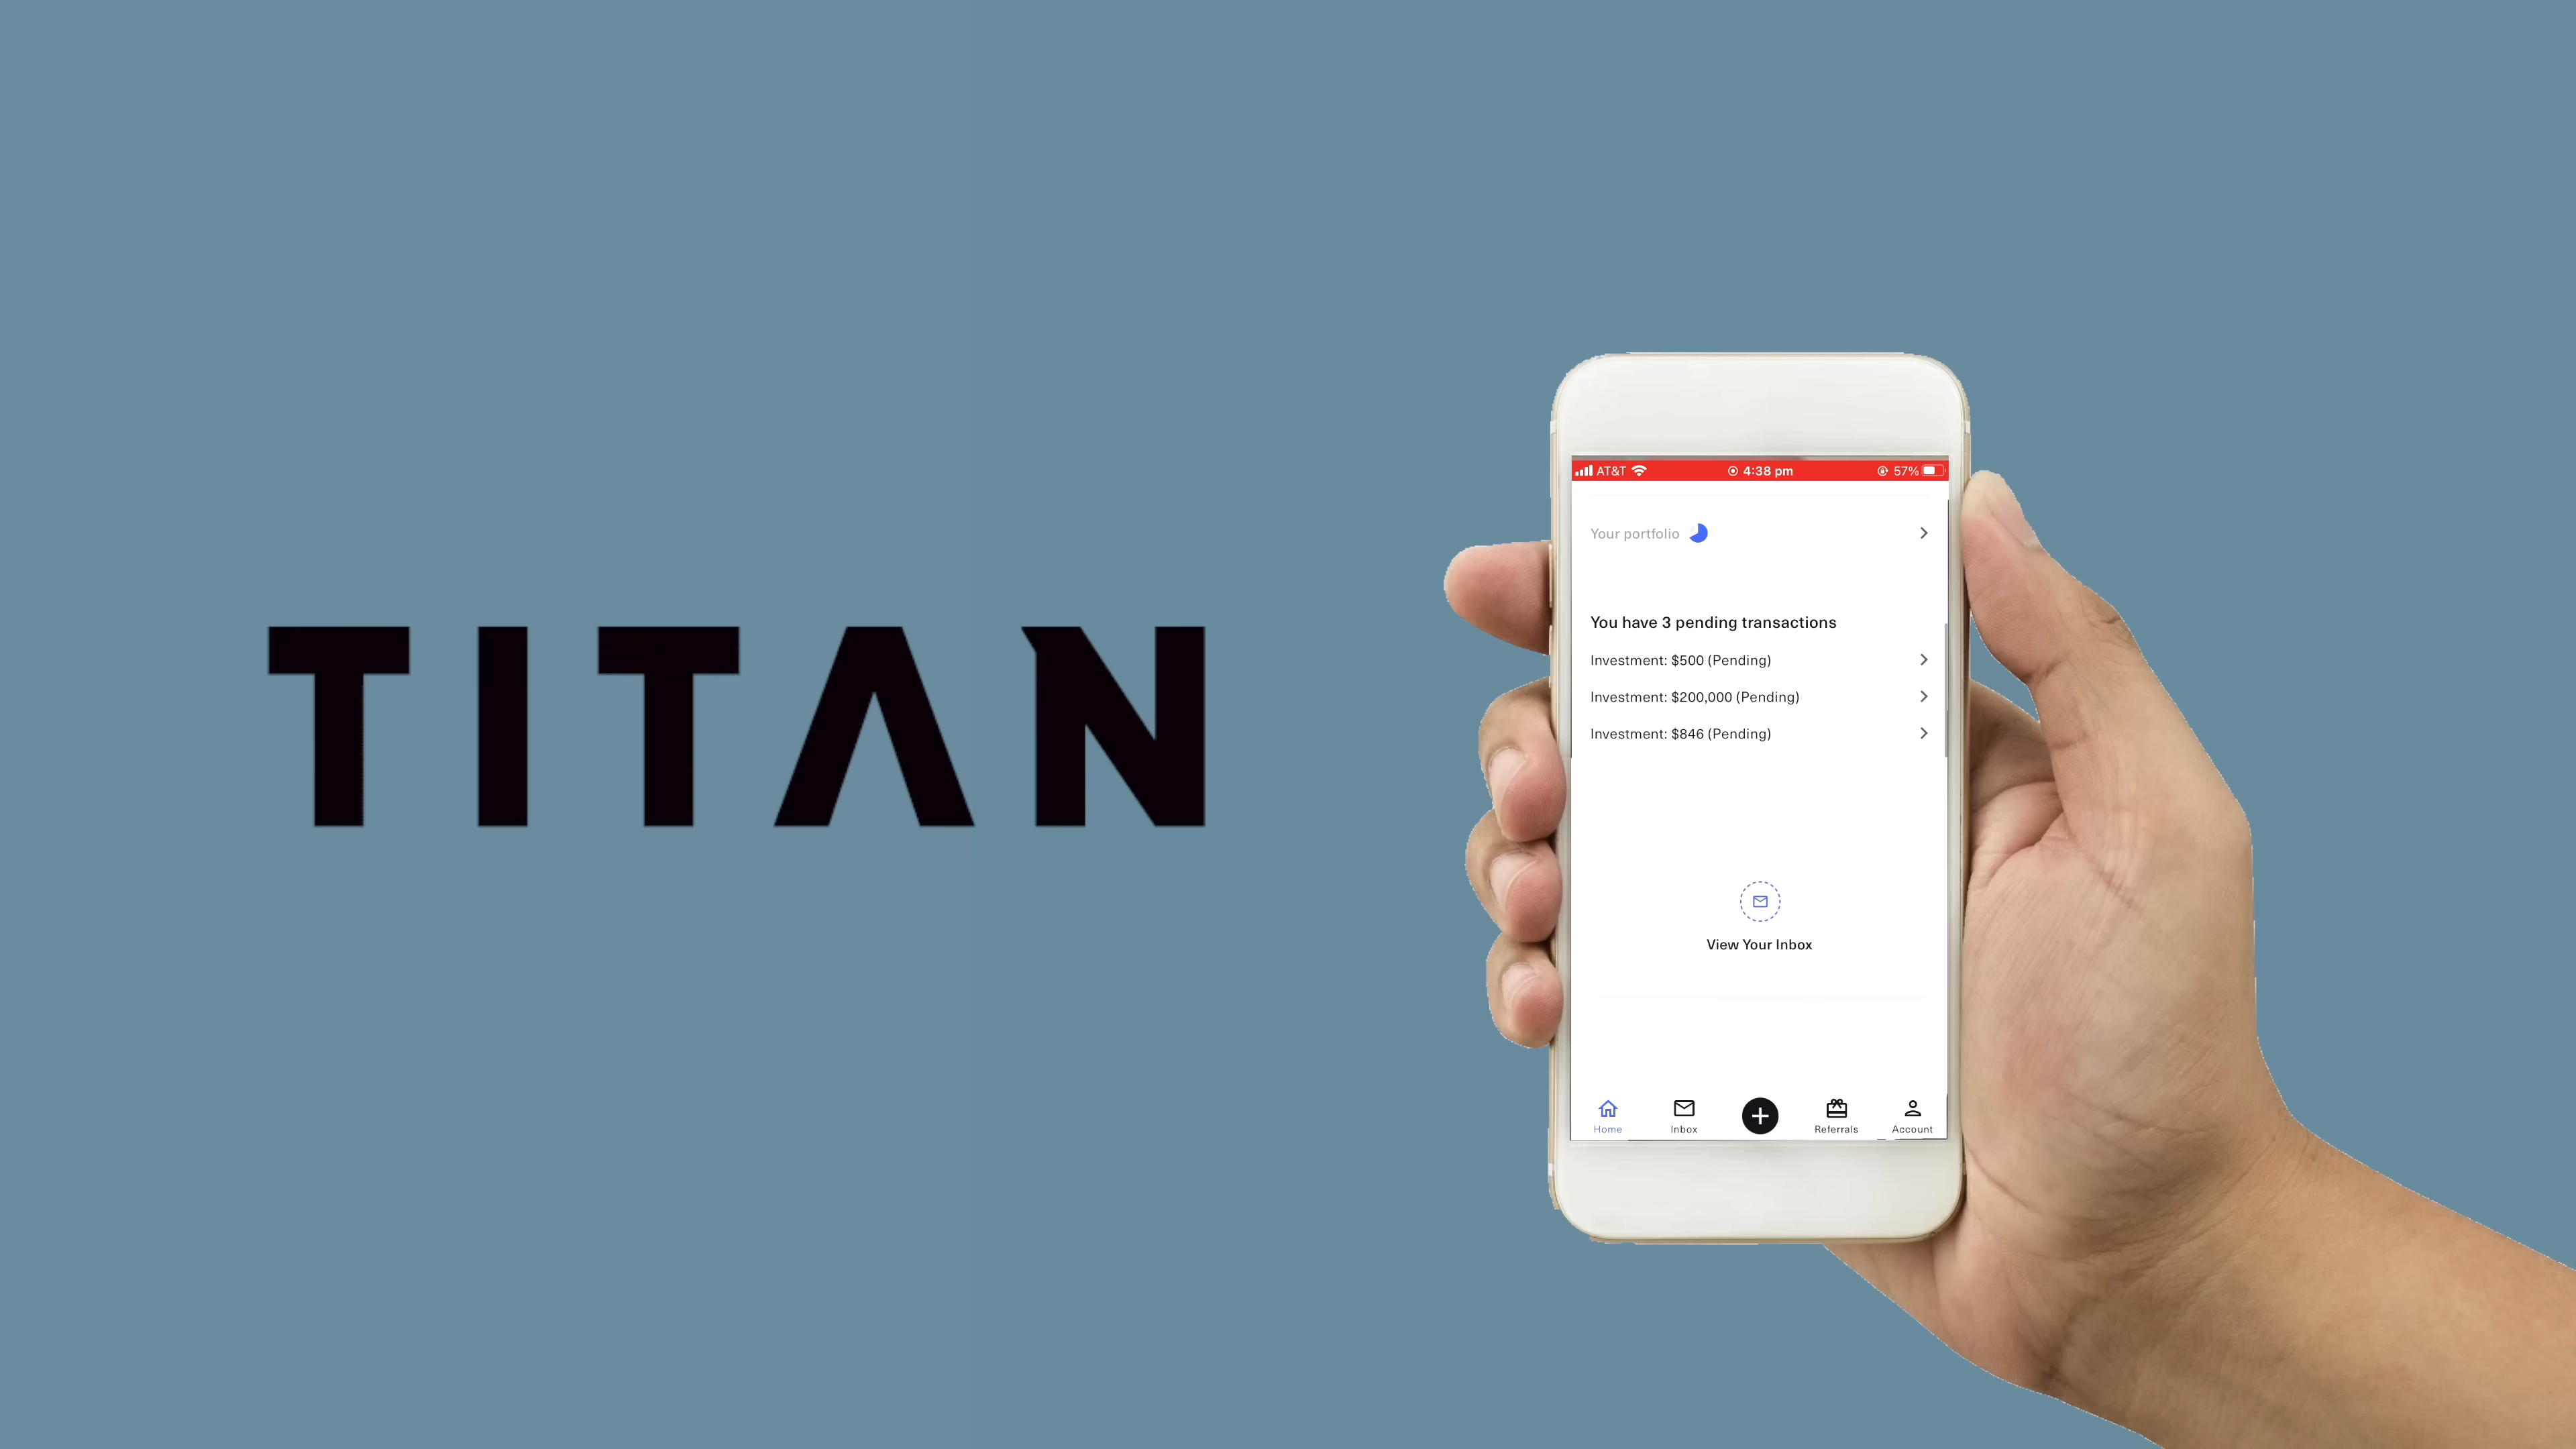 TITAN
AT&T 4:38 pm 57%
Your portfolio
You have 3 pending transactions
Investment: $500 (Pending)
Investment: $200,000 (Pending)
Investment: $846 (Pending)
View Your Inbox
Home Inbox Referrals Account